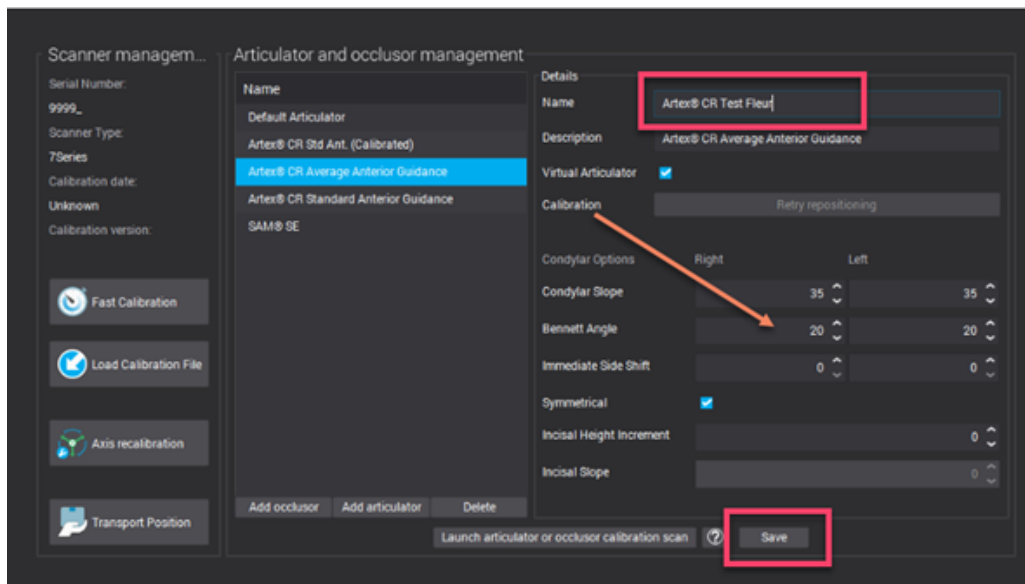 Scanner managem...
Serial Number:
9999_
Scanner Type:
7Series
Calibration date:
Unknown
Calibration version:
Fast Calibration
Load Calibration File
Axis recalibration
Transport Position
Articulator and occlusor management
Name
Default Articulator
Artex® CR Std Ant. (Calibrated)
Artex® CR Average Anterior Guidance
Artex® CR Standard Anterior Guidance
SAM® SE
Add occlusor Add articulator Delete
Details
Name Artex® CR Test Fleur
Description Artex® CR Average Anterior Guidance
Virtual Articulator
Calibration Retry repositioning
Condylar Options Right Left
Condylar Slope 35 35
Bennett Angle 20 20
Immediate Side Shift 0 0
Symmetrical
Incisal Height Increment 0
Incisal Slope 0
Launch articulator or occlusor calibration scan ? Save